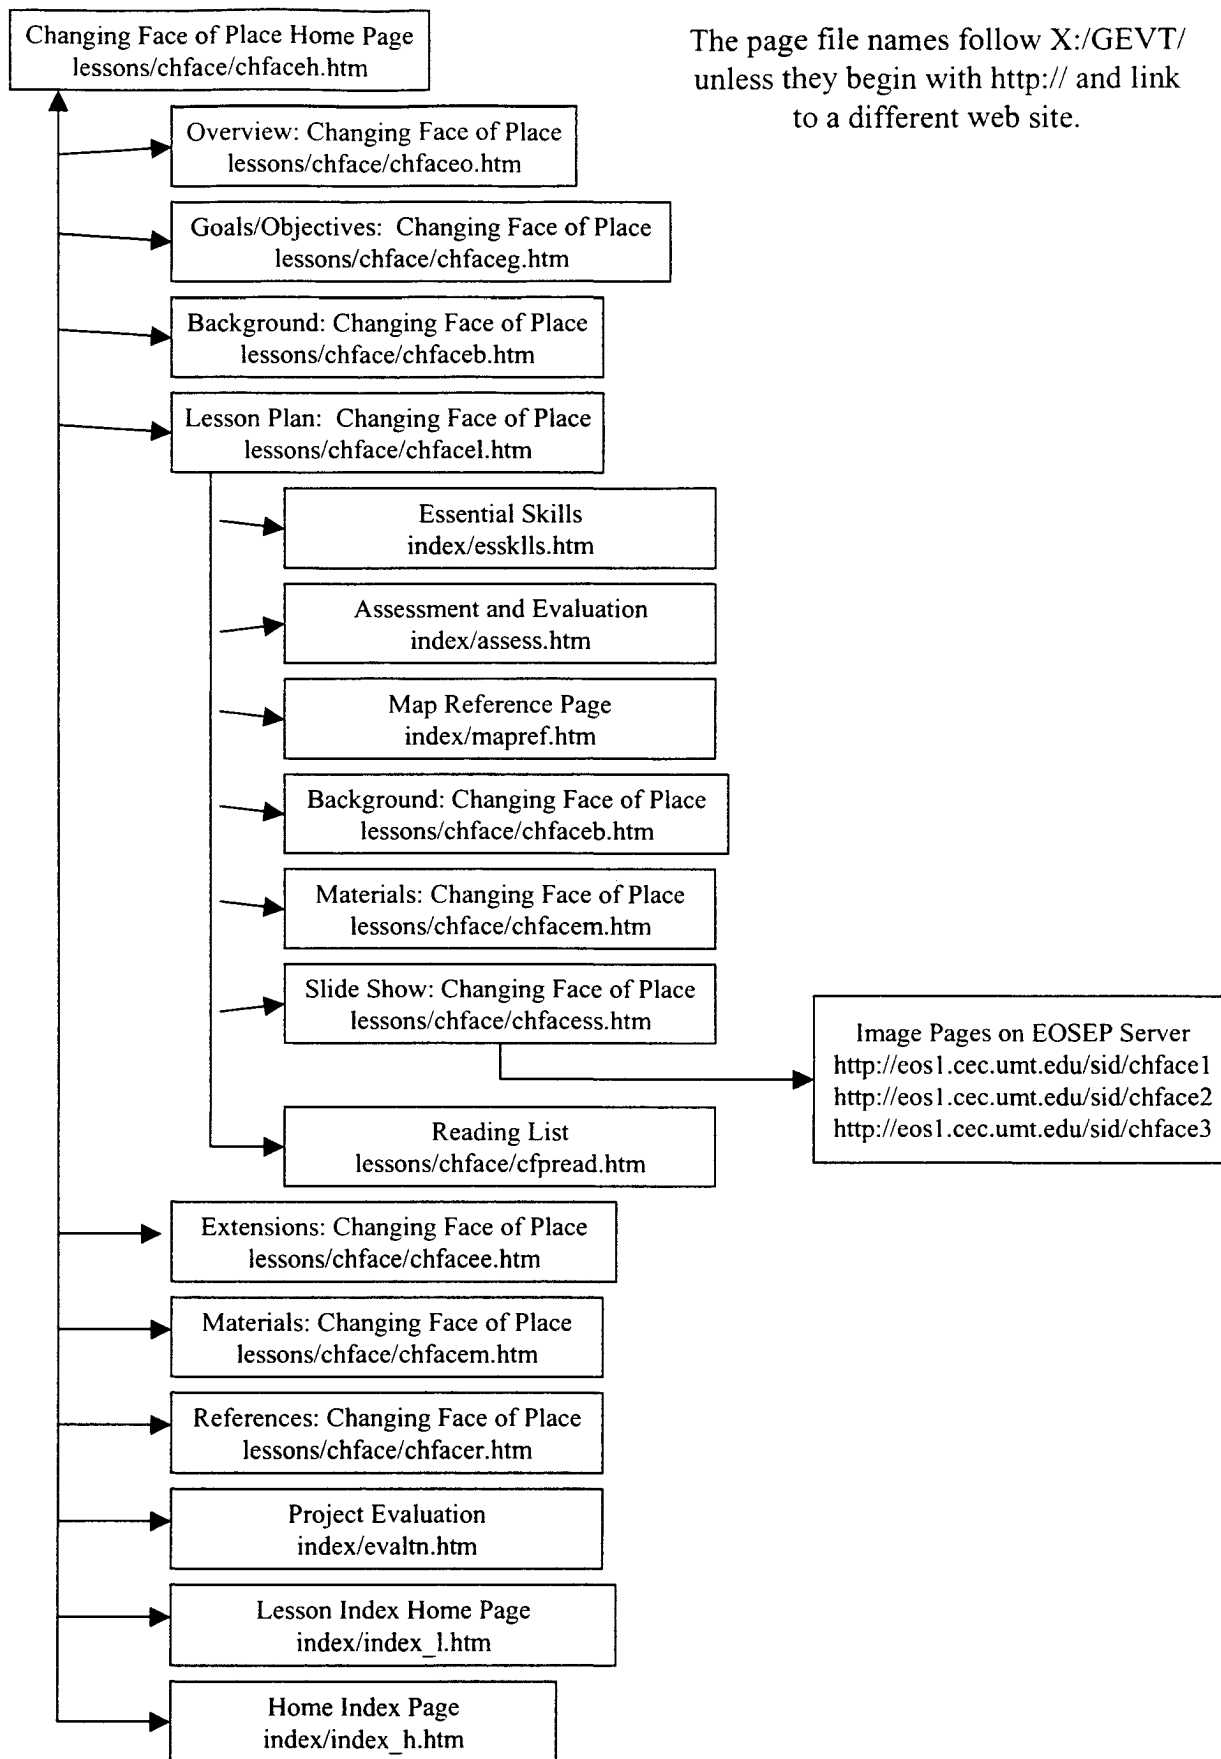 Changing Face of Place Home Page
lessons/chface/chfaceh.htm
The page file names follow X:/GEVT/
unless they begin with http:// and link
to a different web site.
Overview: Changing Face of Place
lessons/chface/chfaceo.htm
Goals/Objectives: Changing Face of Place
lessons/chface/chfaceg.htm
Background: Changing Face of Place
lessons/chface/chfaceb.htm
Lesson Plan: Changing Face of Place
lessons/chface/chfacel.htm
Essential Skills
index/essklls.htm
Assessment and Evaluation
index/assess.htm
Map Reference Page
index/mapref.htm
Background: Changing Face of Place
lessons/chface/chfaceb.htm
Materials: Changing Face of Place
lessons/chface/chfacem.htm
Slide Show: Changing Face of Place
lessons/chface/chfacess.htm
Image Pages on EOSEP Server
http://eos1.cec.umt.edu/sid/chface1
http://eos1.cec.umt.edu/sid/chface2
http://eos1.cec.umt.edu/sid/chface3
Reading List
lessons/chface/cfpread.htm
Extensions: Changing Face of Place
lessons/chface/chfacee.htm
Materials: Changing Face of Place
lessons/chface/chfacem.htm
References: Changing Face of Place
lessons/chface/chfacer.htm
Project Evaluation
index/evaltn.htm
Lesson Index Home Page
index/index_l.htm
Home Index Page
index/index_h.htm